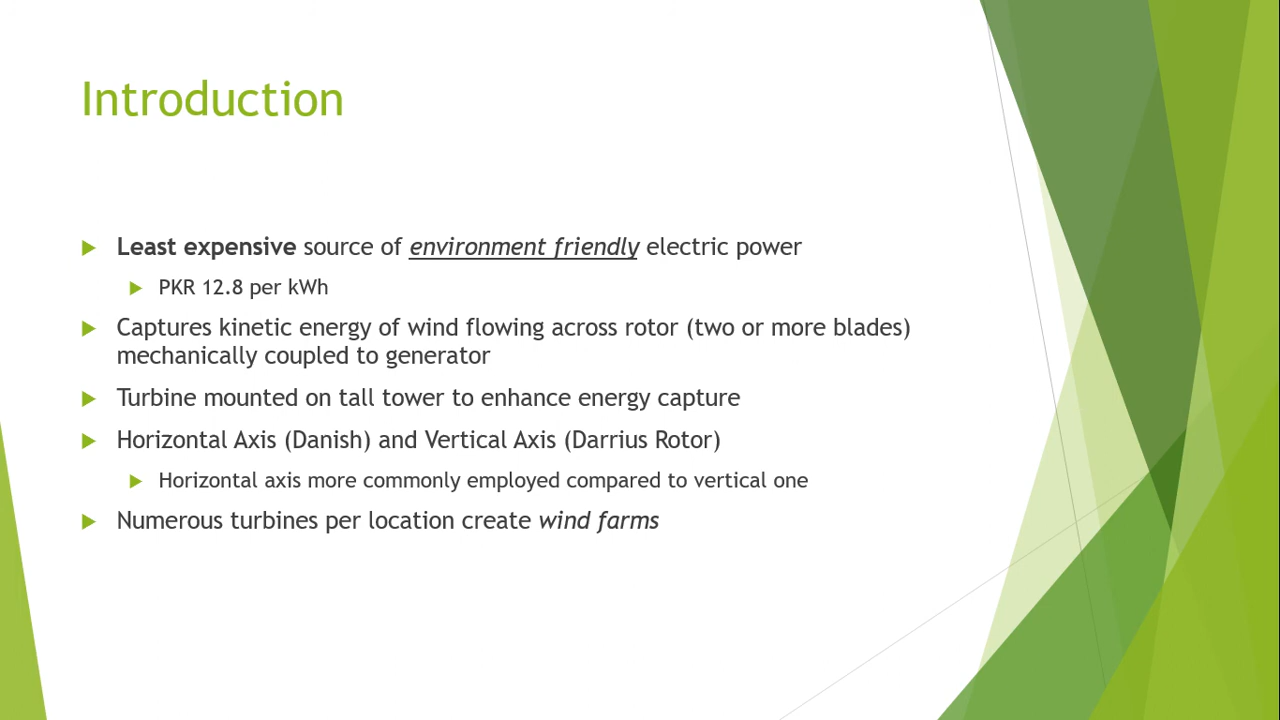 Introduction
Least expensive source of environment friendly electric power
PKR 12.8 per kWh
Captures kinetic energy of wind flowing across rotor (two or more blades)
mechanically coupled to generator
Turbine mounted on tall tower to enhance energy capture
Horizontal Axis (Danish) and Vertical Axis (Darrius Rotor)
Horizontal axis more commonly employed compared to vertical one
Numerous turbines per location create wind farms